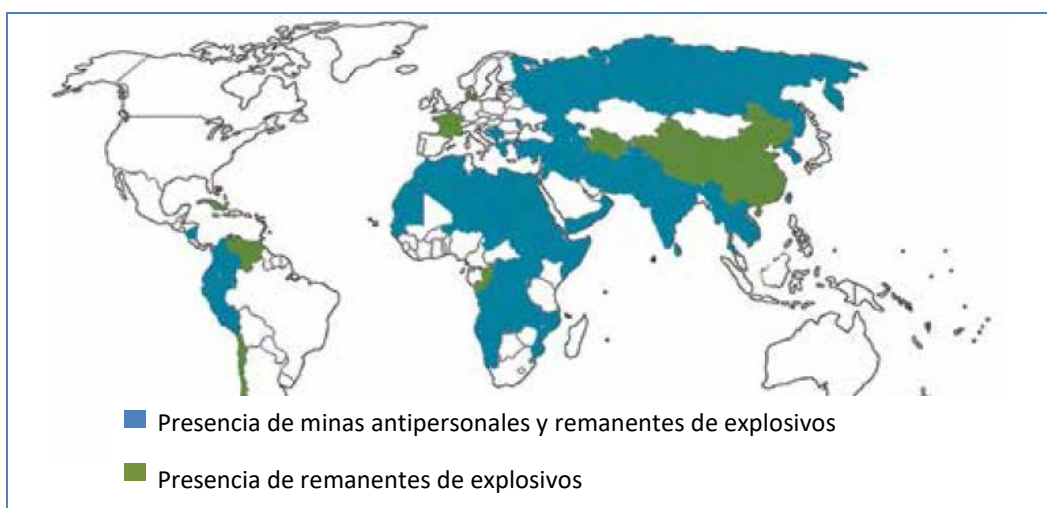 Presencia de minas antipersonales y remanentes de explosivos
Presencia de remanentes de explosivos